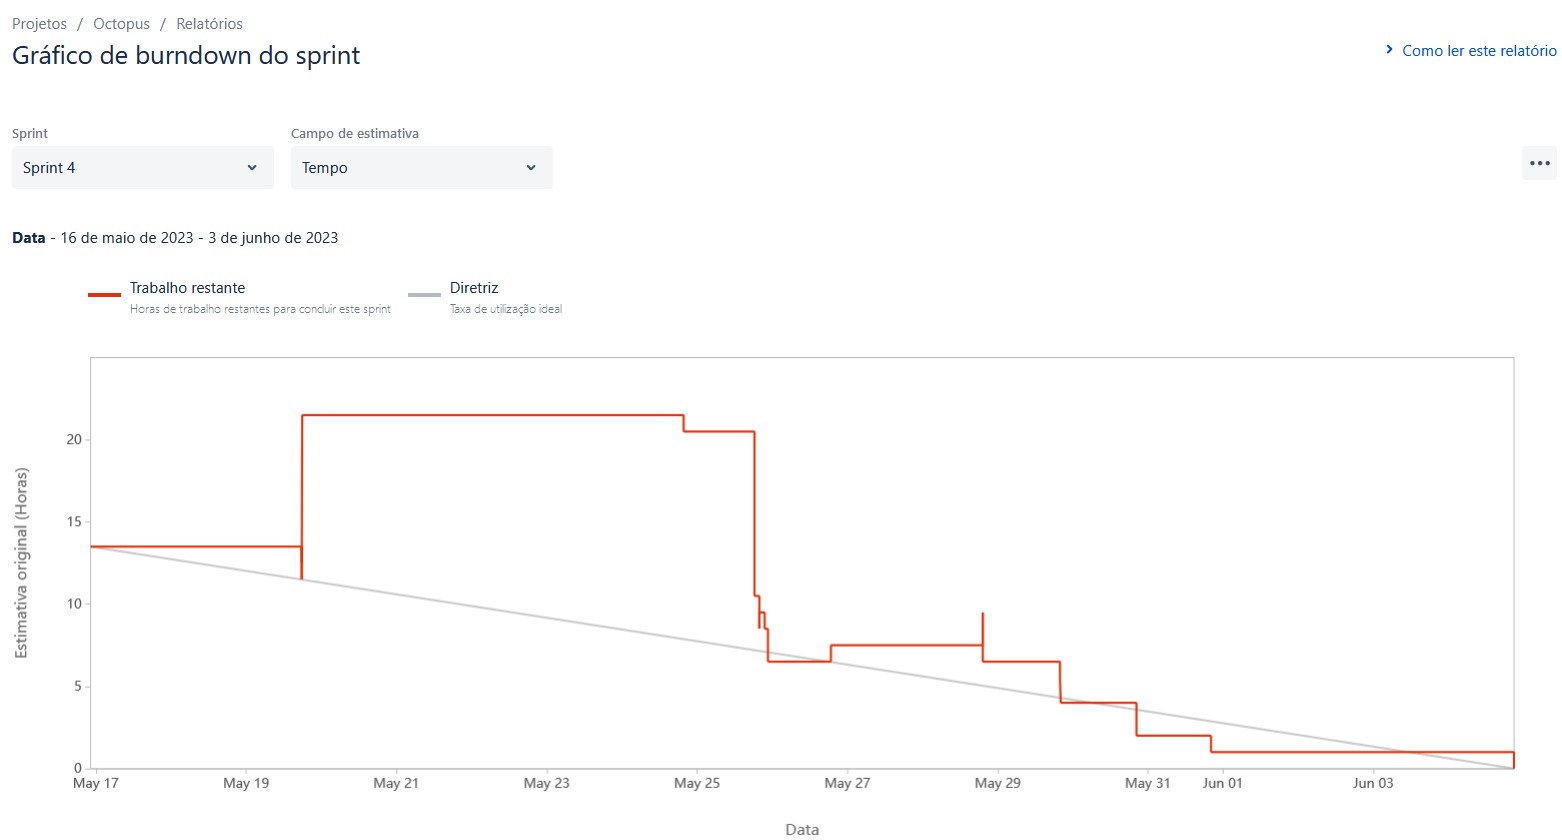 Projetos / Octopus / Relatórios
Gráfico de burndown do sprint
Como ler este relatório
Sprint
Campo de estimativa
Sprint 4
Tempo
Data - 16 de maio de 2023 - 3 de junho de 2023
Trabalho restante
Horas de trabalho restantes para concluir este sprint
Diretriz
Taxa de utilização ideal
Estimativa original (Horas)
20
15
10
5
0
May 17
May 19
May 21
May 23
May 25
May 27
May 29
May 31
Jun 01
Jun 03
Data